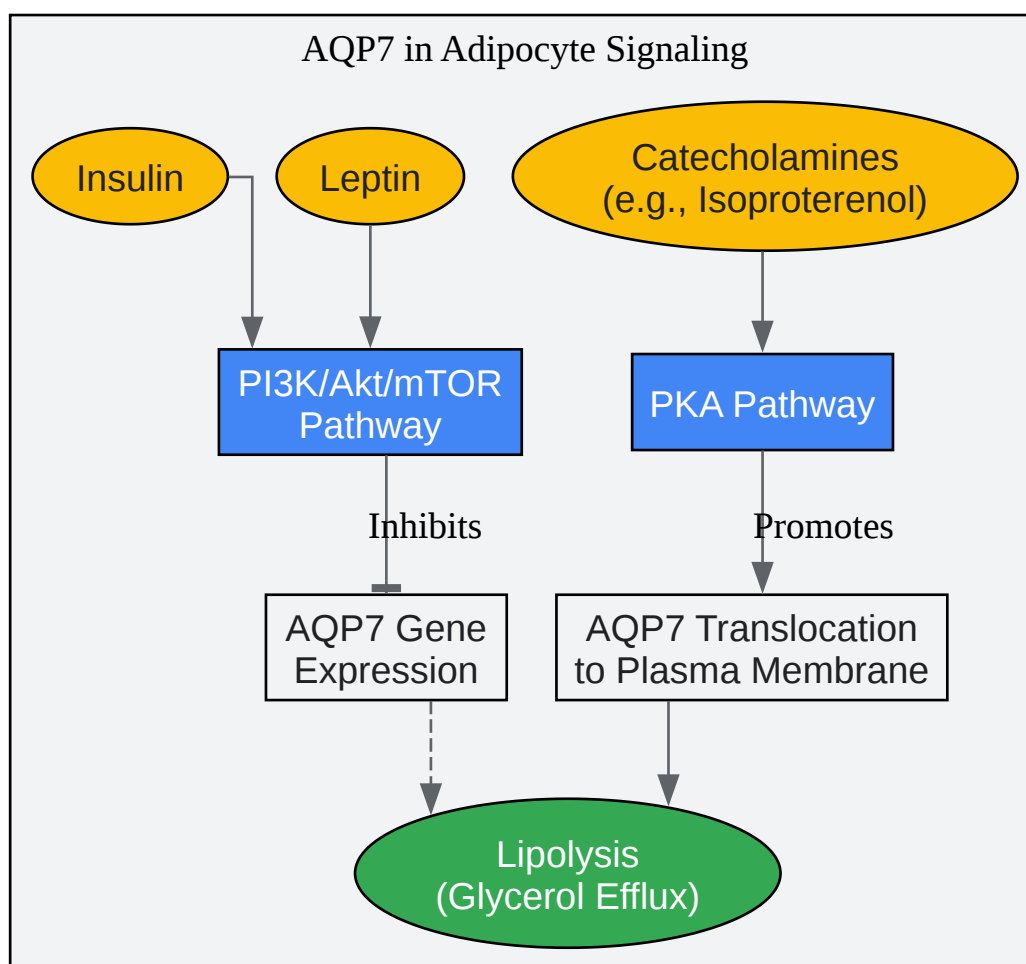 AQP7 in Adipocyte Signaling
Insulin
Leptin
Catecholamines
(e.g., Isoproterenol)
PI3K/Akt/mTOR
Pathway
PKA Pathway
Inhibits
Promotes
AQP7 Gene
Expression
AQP7 Translocation
to Plasma Membrane
Lipolysis
(Glycerol Efflux)